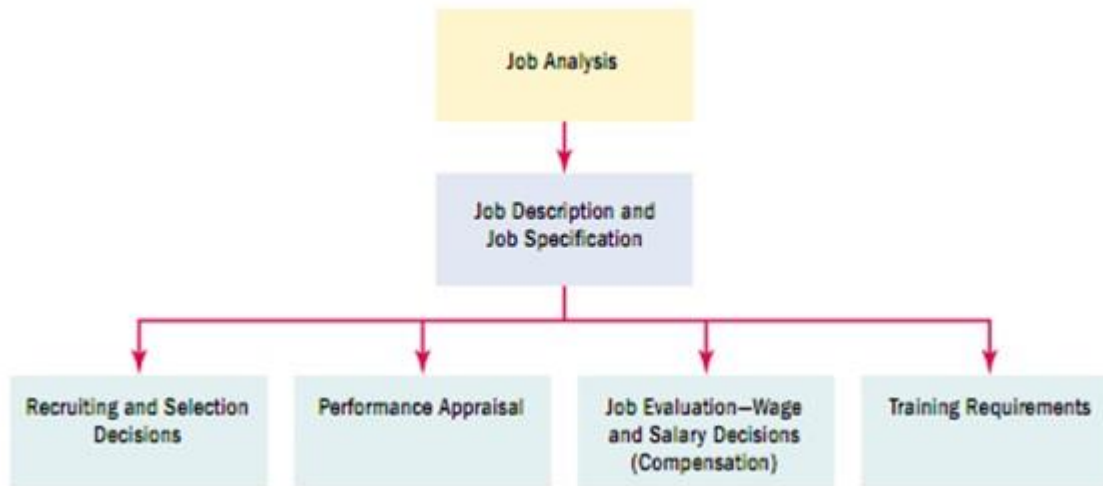 Job Analysis
Job Description and
Job Specification
Recruiting and Selection
Decisions
Performance Appraisal
Job Evaluation—Wage
and Salary Decisions
(Compensation)
Training Requirements